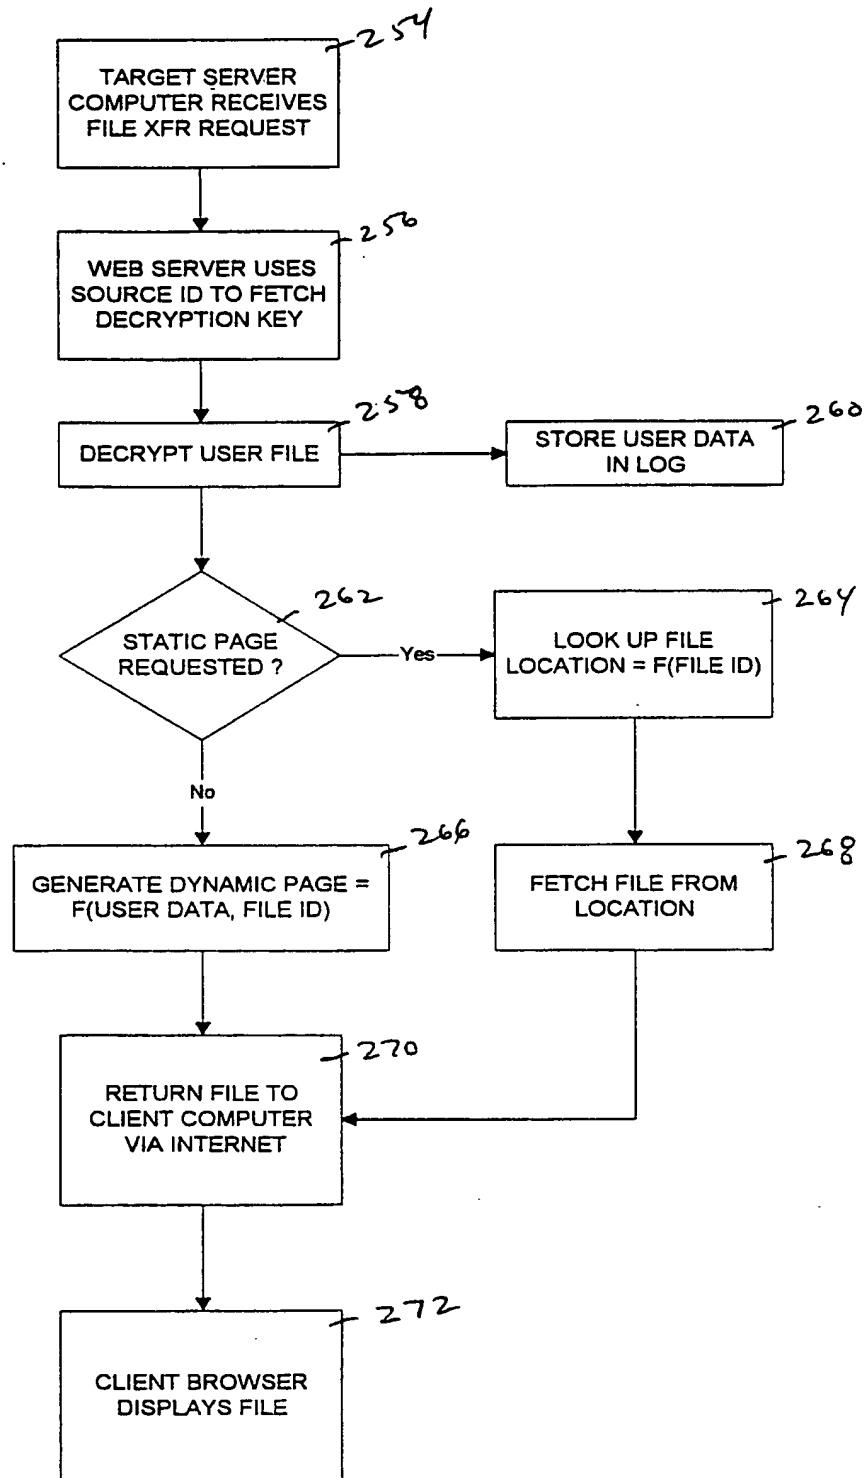 254
TARGET SERVER
COMPUTER RECEIVES
FILE XFR REQUEST
256
WEB SERVER USES
SOURCE ID TO FETCH
DECRYPTION KEY
258
DECRYPT USER FILE
260
STORE USER DATA
IN LOG
262
STATIC PAGE
REQUESTED ?
Yes
264
LOOK UP FILE
LOCATION = F(FILE ID)
No
266
GENERATE DYNAMIC PAGE =
F(USER DATA, FILE ID)
268
FETCH FILE FROM
LOCATION
270
RETURN FILE TO
CLIENT COMPUTER
VIA INTERNET
272
CLIENT BROWSER
DISPLAYS FILE